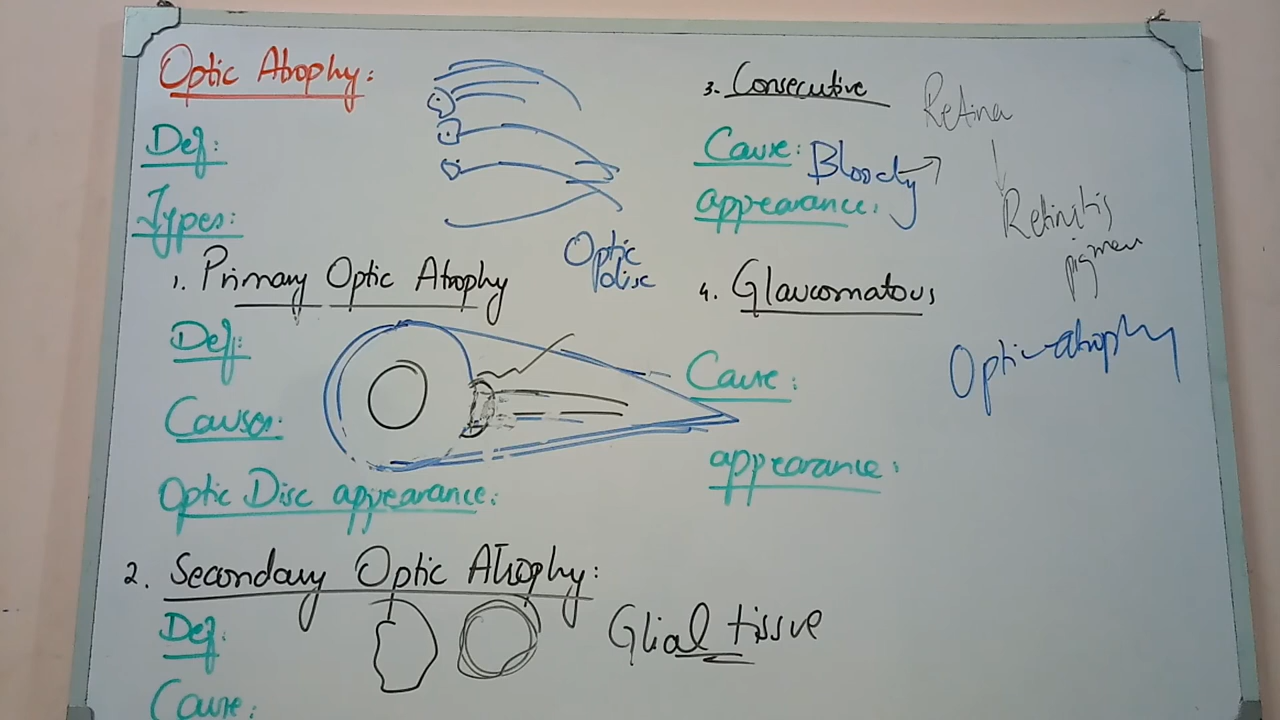 Optic Atrophy:
Def:
Types:
1. Primary Optic Atrophy
Optic
Disc
Def:
Causes:
Optic Disc appearance:
2. Secondary Optic Atrophy:
Def:
Glial tissue
Cause:
3. Consecutive
Retina
Cause:
appearance:
Retinitis
pigmen
4. Glaucomatous
Optic atrophy
Cause:
appearance: